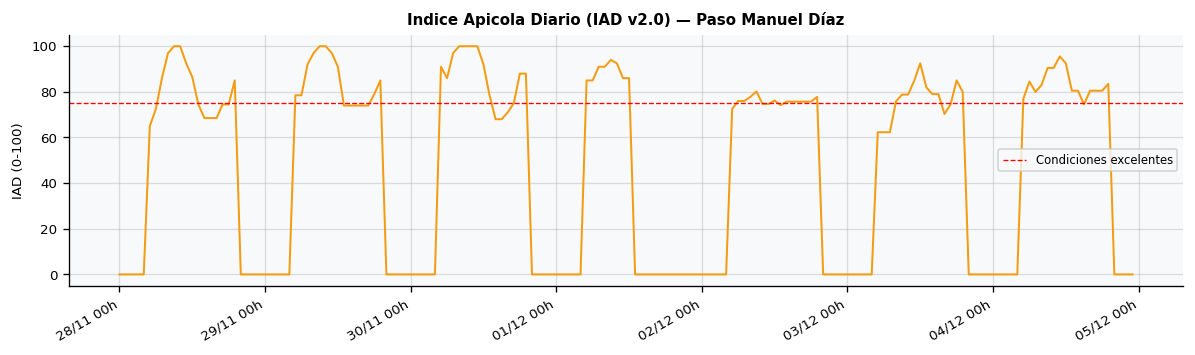 Indice Apicola Diario (IAD v2.0) — Paso Manuel Díaz
IAD (0-100)
100
80
60
40
20
0
Condiciones excelentes
28/11 00h
29/11 00h
30/11 00h
01/12 00h
02/12 00h
03/12 00h
04/12 00h
05/12 00h